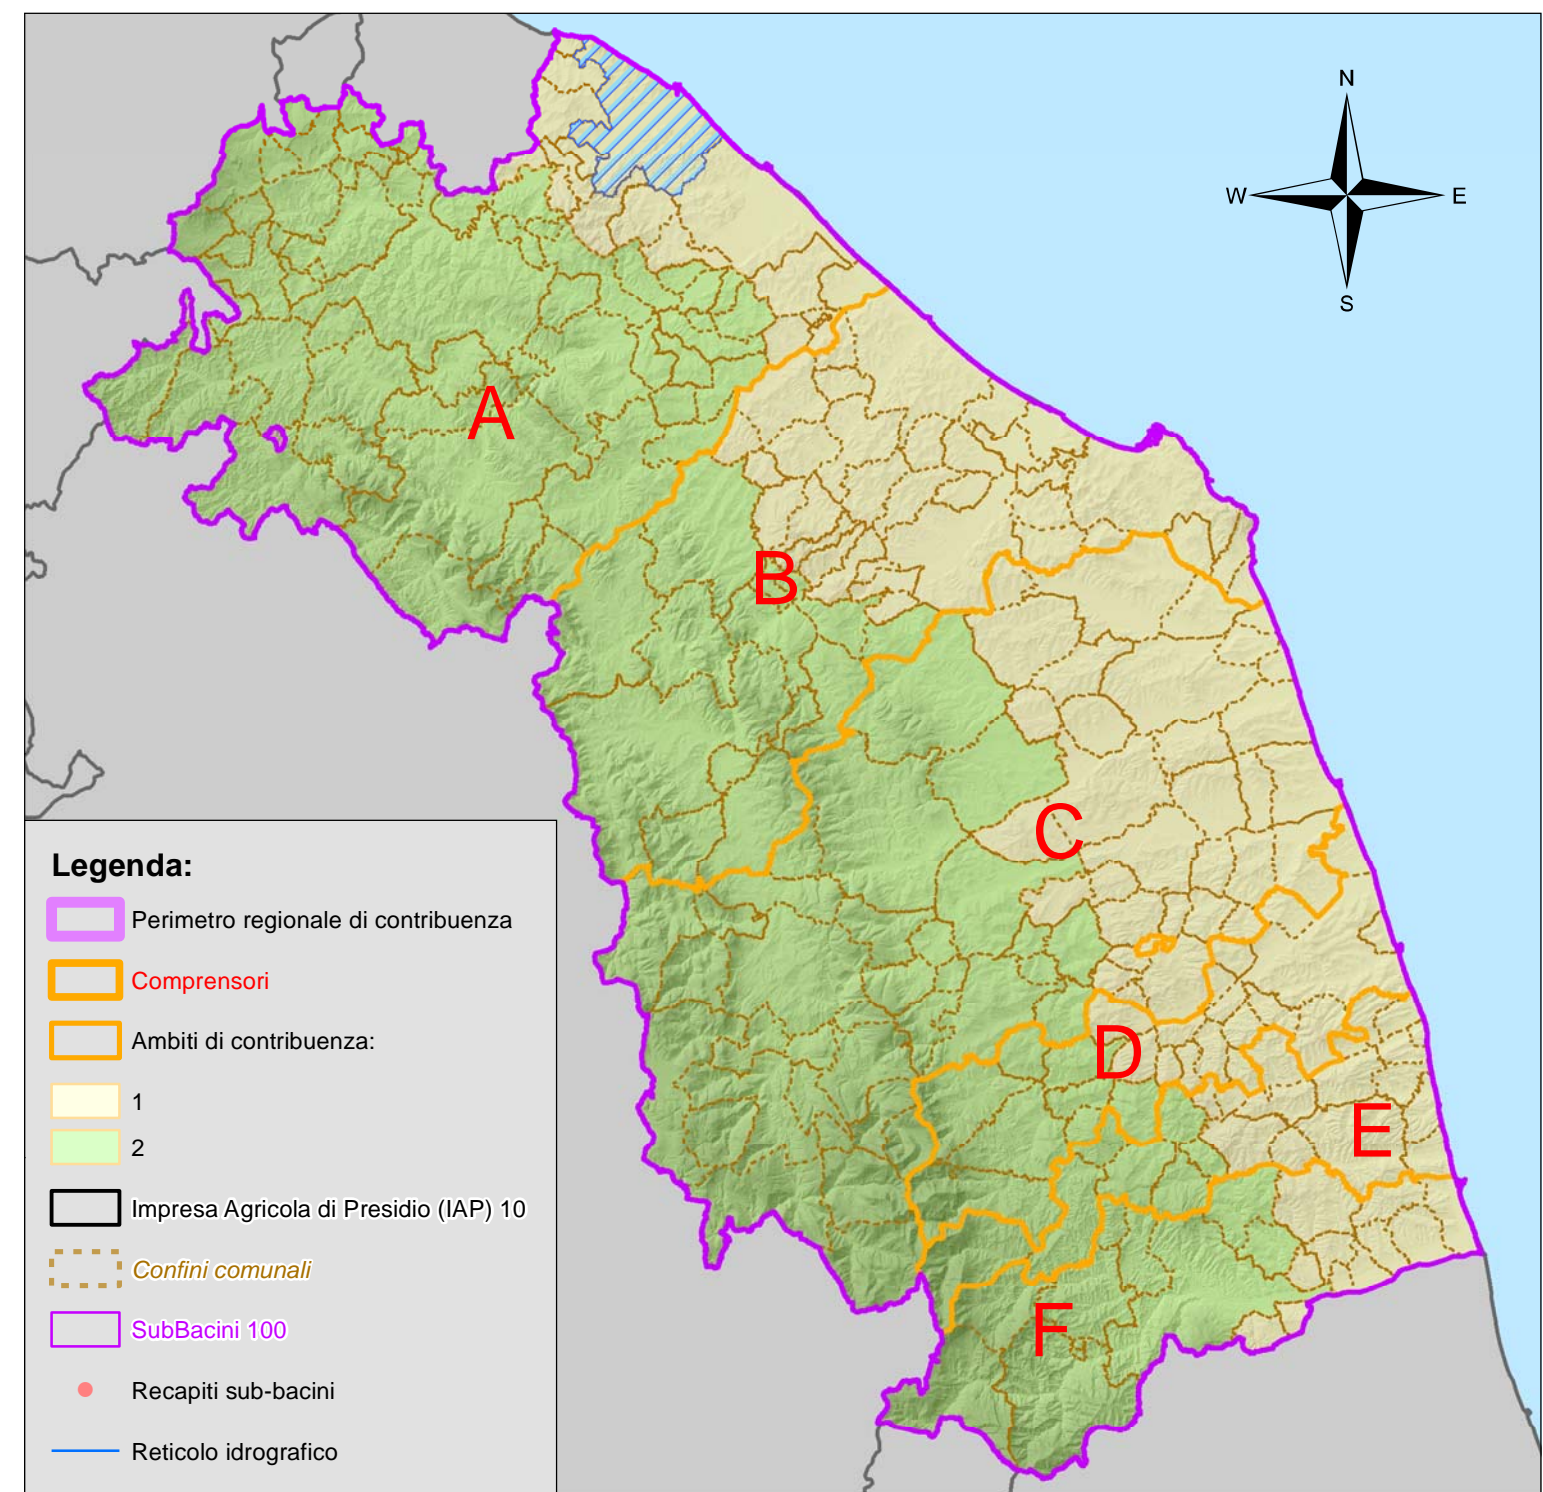 N
W
E
S
A
B
C
D
E
F
Legenda:
Perimetro regionale di contribuenza
Comprensori
Ambiti di contribuenza:
1
2
Impresa Agricola di Presidio (IAP) 10
Confini comunali
SubBacini 100
Recapiti sub-bacini
Reticolo idrografico